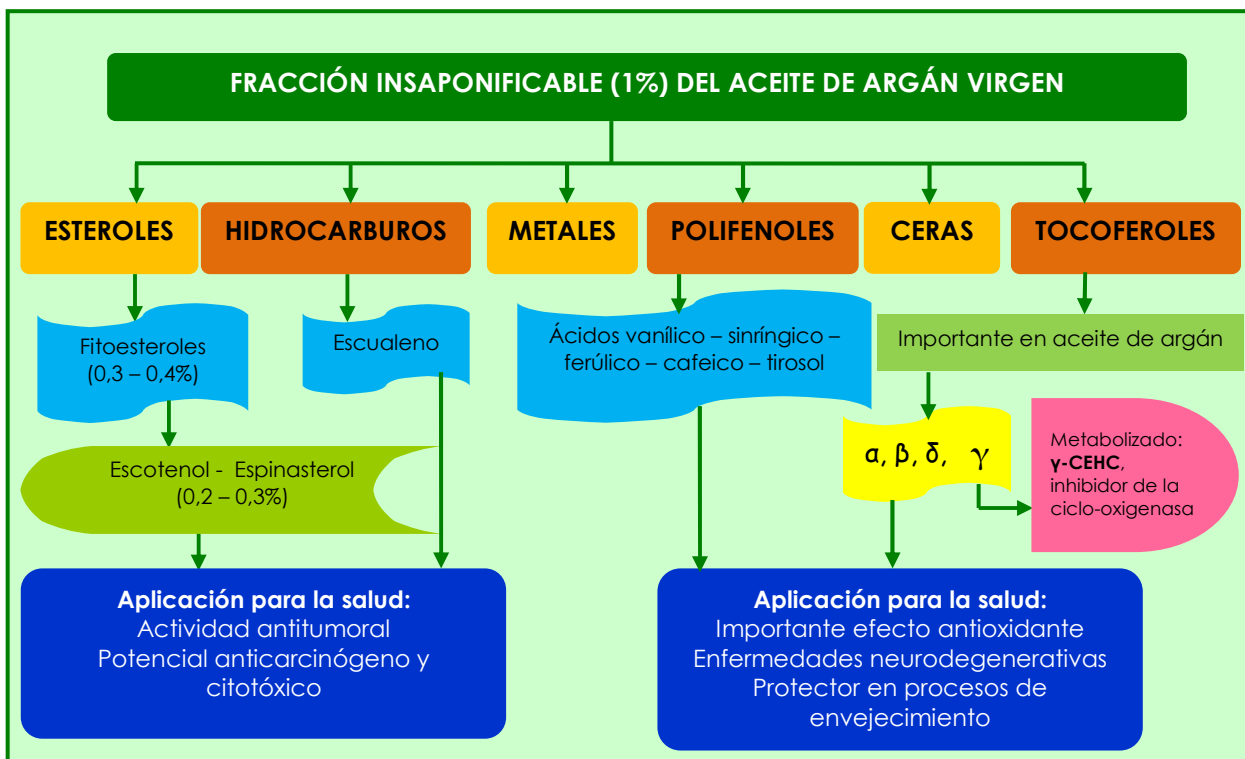 FRACCIÓN INSAPONIFICABLE (1%) DEL ACEITE DE ARGÁN VIRGEN
ESTEROLES
HIDROCARBUROS
METALES
POLIFENOLES
CERAS
TOCOFEROLES
Fitoesteroles
(0,3 – 0,4%)
Escualeno
Ácidos vanílico – sinríngico –
ferúlico – cafeico – tirosol
Importante en aceite de argán
Escotenol - Espinasterol
(0,2 – 0,3%)
α, β, δ, γ
Metabolizado:
γ-CEHC,
inhibidor de la
ciclo-oxigenasa
Aplicación para la salud:
Actividad antitumoral
Potencial anticarcinógeno y
citotóxico
Aplicación para la salud:
Importante efecto antioxidante
Enfermedades neurodegenerativas
Protector en procesos de
envejecimiento